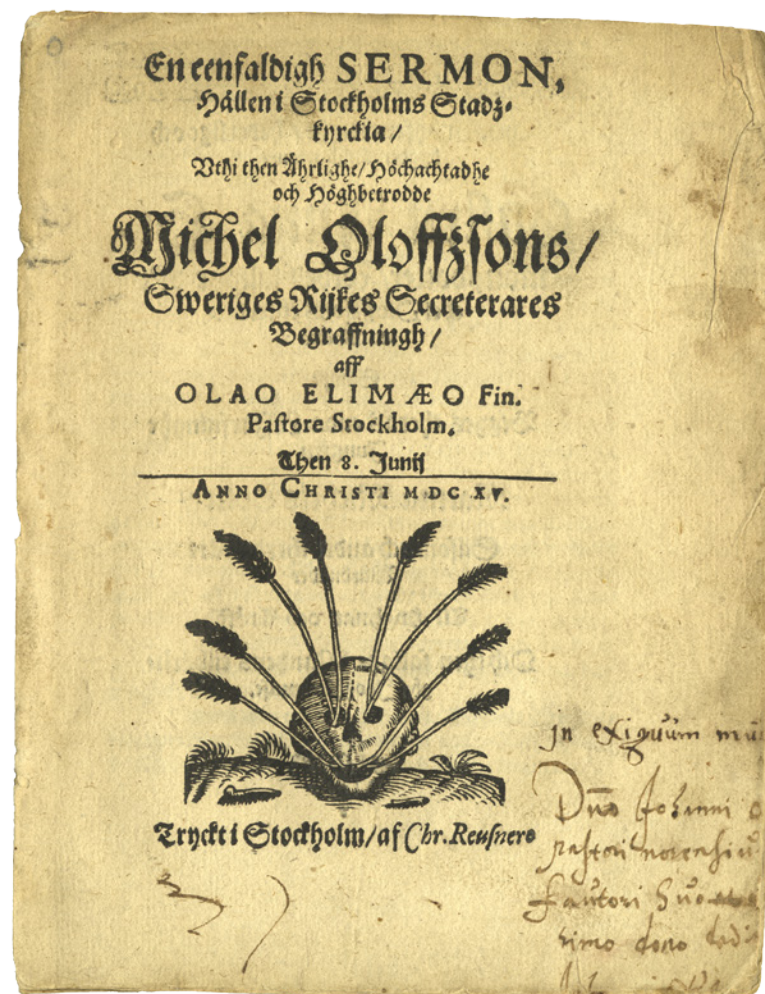 En eenfaldigh SERMON,
Hållen i Stockholms Stadz-
kyrckia /
Vthi then Ährlighe / Höchachtadhe
och Höghbetrodde
Michel Oloffzsons /
Sweriges Rijkes Secreterares
Begraffningh /
aff
OLAO ELIMÆO Fin.
Pastore Stockholm.
Then 8. Junij
ANNO CHRISTI MDCXV.
Tryckt i Stockholm / af Chr. Reusnero
In exiguum
Dno Johanni
pastori
fautori suo
dono